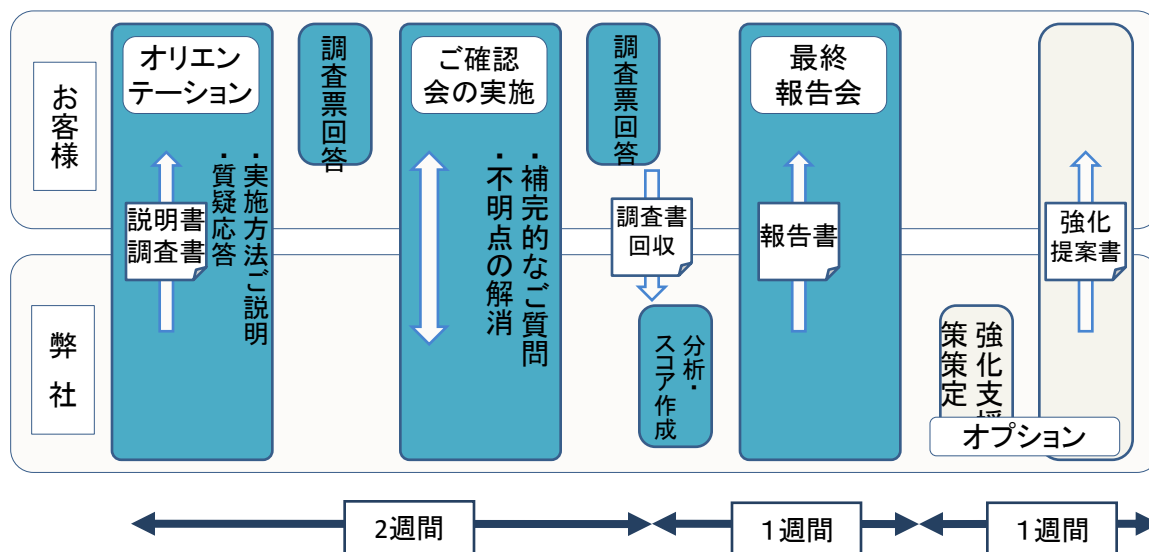 お客様
オリエン
テーション
説明書
調査書
・実施方法ご説明
・質疑応答
調査票回答
ご確認
会の実施
・補完的なご質問
・不明点の解消
調査票回答
調査書
回収
最終
報告会
報告書
強化
提案書
弊社
分析・
スコア作成
強化支援
策策定
オプション
2週間
１週間
１週間